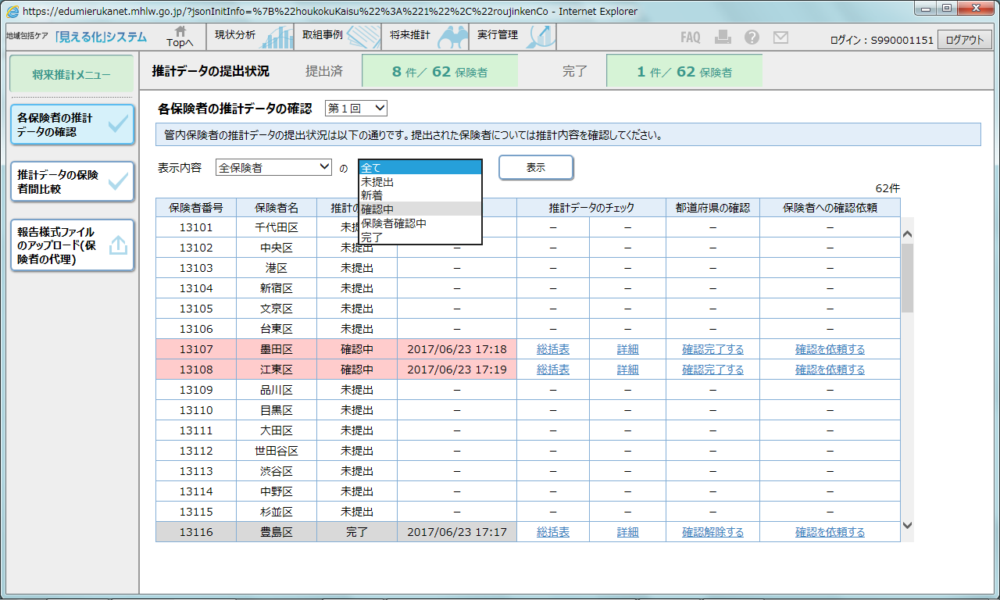 https://edumierukanet.mhlw.go.jp/?jsonInitInfo=%7B%22houkokuKaisu%22%3A%221%22%2C%22roujinkenCo - Internet Explorer
地域包括ケア 「見える化」システム Topへ 現状分析 取組事例 将来推計 実行管理 FAQ ログイン：S990001151 ログアウト
将来推計メニュー
各保険者の推計
データの確認
推計データの保険
者間比較
報告様式ファイル
のアップロード(保
険者の代理)
推計データの提出状況 提出済 8 件／ 62 保険者 完了 1 件／ 62 保険者
各保険者の推計データの確認 第１回
管内保険者の推計データの提出状況は以下の通りです。提出された保険者については推計内容を確認してください。
表示内容 全保険者 の 表示
全て
未提出
新着
確認中
保険者確認中
完了
62件
保険者番号 保険者名 推計の 推計データのチェック 都道府県の確認 保険者への確認依頼
13101 千代田区 未提 － － － －
13102 中央区 未提出 － － － － －
13103 港区 未提出 － － － － －
13104 新宿区 未提出 － － － － －
13105 文京区 未提出 － － － － －
13106 台東区 未提出 － － － － －
13107 墨田区 確認中 2017/06/23 17:18 総括表 詳細 確認完了する 確認を依頼する
13108 江東区 確認中 2017/06/23 17:19 総括表 詳細 確認完了する 確認を依頼する
13109 品川区 未提出 － － － － －
13110 目黒区 未提出 － － － － －
13111 大田区 未提出 － － － － －
13112 世田谷区 未提出 － － － － －
13113 渋谷区 未提出 － － － － －
13114 中野区 未提出 － － － － －
13115 杉並区 未提出 － － － － －
13116 豊島区 完了 2017/06/23 17:17 総括表 詳細 確認解除する 確認を依頼する